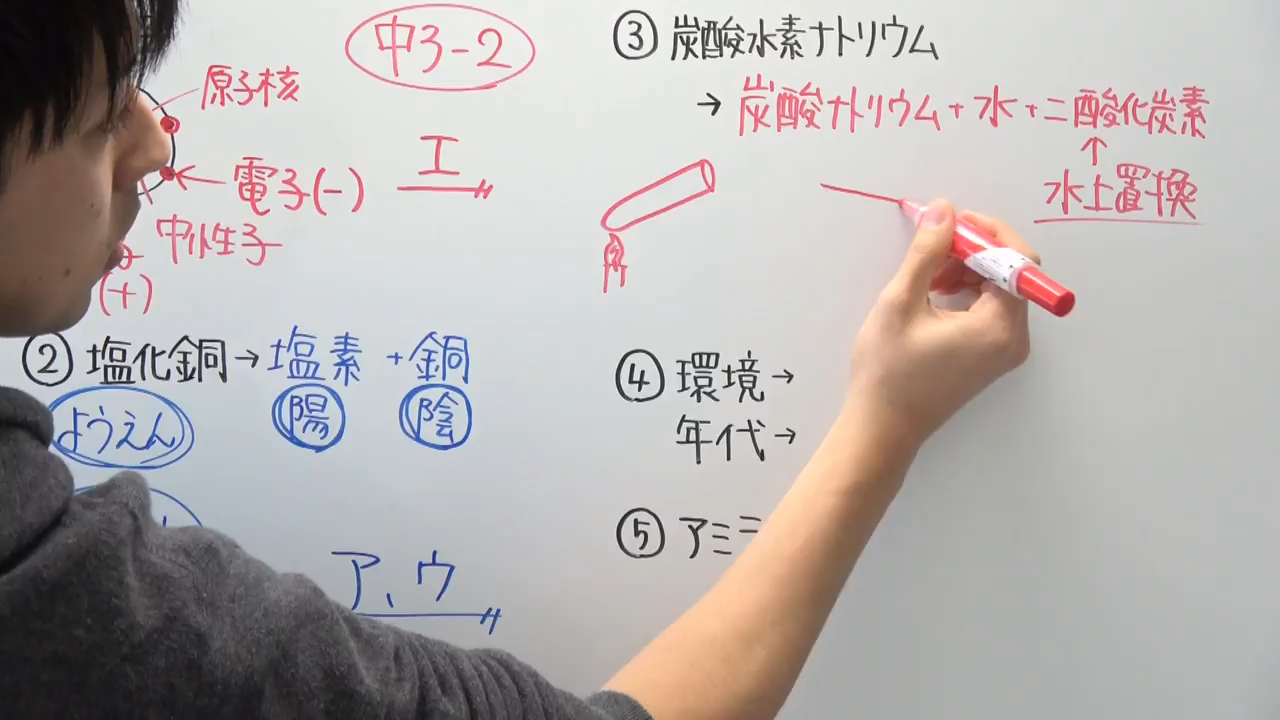 中3-2
原子核
電子(-)
中性子
(+)
エ
② 塩化銅→塩素+銅
ようえん
陽 陰
ア、ウ
③ 炭酸水素ナトリウム
→ 炭酸ナトリウム+水+二酸化炭素
↑
水上置換
④ 環境→
年代→
⑤ アミ